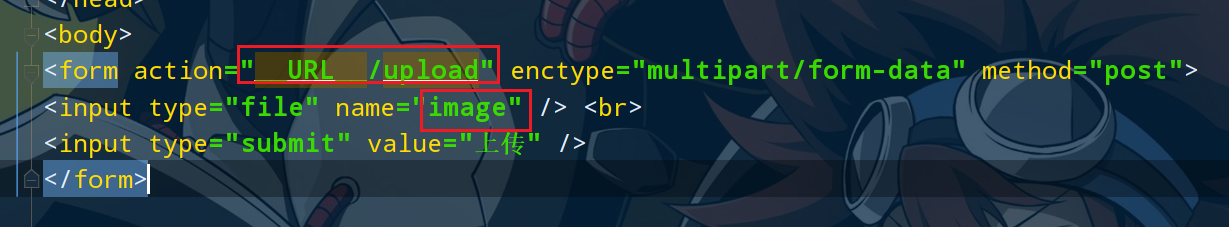 </head>
<body>
<form action="__URL__/upload" enctype="multipart/form-data" method="post">
<input type="file" name="image" /> <br>
<input type="submit" value="上传" />
</form>